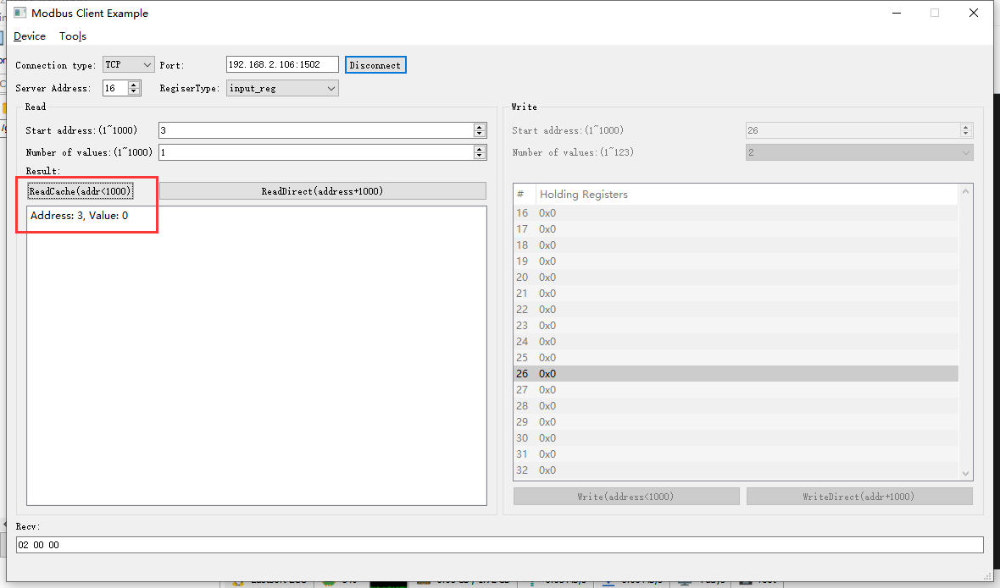 Modbus Client Example
Device Tools
Connection type: TCP Port: 192.168.2.106:1502 Disconnect
Server Address: 16 RegiserType: input_reg
Read
Start address:(1~1000) 3
Number of values:(1~1000) 1
Result:
ReadCache(addr<1000) ReadDirect(address+1000)
Address: 3, Value: 0
Write
Start address:(1~1000) 26
Number of values:(1~123) 2
# Holding Registers
16 0x0
17 0x0
18 0x0
19 0x0
20 0x0
21 0x0
22 0x0
23 0x0
24 0x0
25 0x0
26 0x0
27 0x0
28 0x0
29 0x0
30 0x0
31 0x0
32 0x0
Write(address<1000) WriteDirect(addr+1000)
Recv:
02 00 00